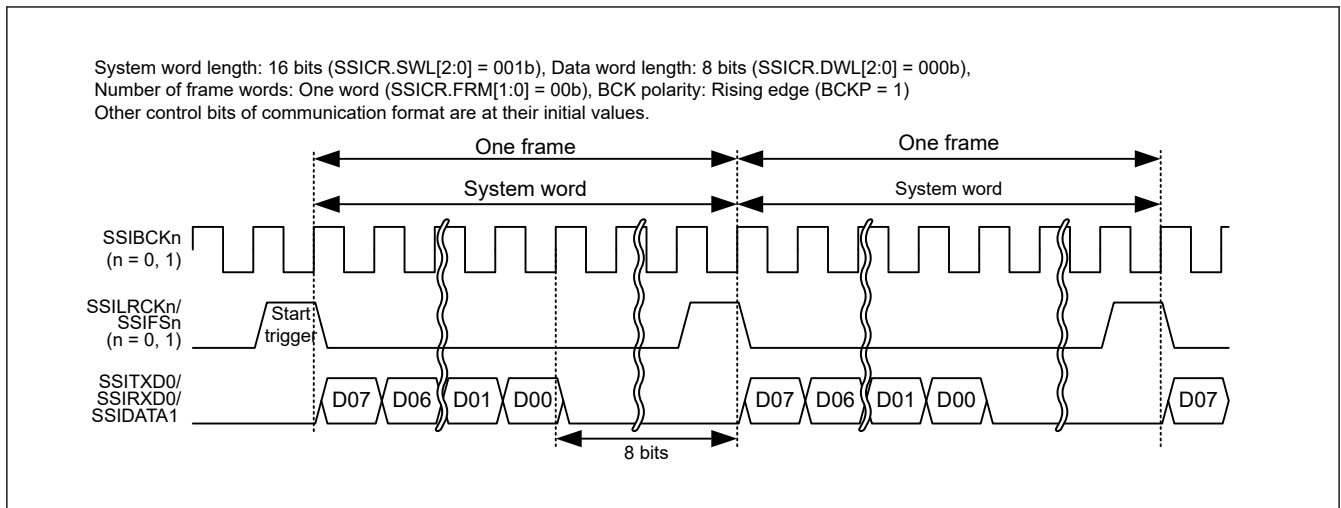 System word length: 16 bits (SSICR.SWL[2:0] = 001b), Data word length: 8 bits (SSICR.DWL[2:0] = 000b),
Number of frame words: One word (SSICR.FRM[1:0] = 00b), BCK polarity: Rising edge (BCKP = 1)
Other control bits of communication format are at their initial values.
One frame One frame
System word System word
SSIBCKn
(n = 0, 1)
SSILRCKn/
SSIFSn
(n = 0, 1)
Start
trigger
SSITXD0/
SSIRXD0/
SSIDATA1
D07 D06 D01 D00 D07 D06 D01 D00 D07
8 bits